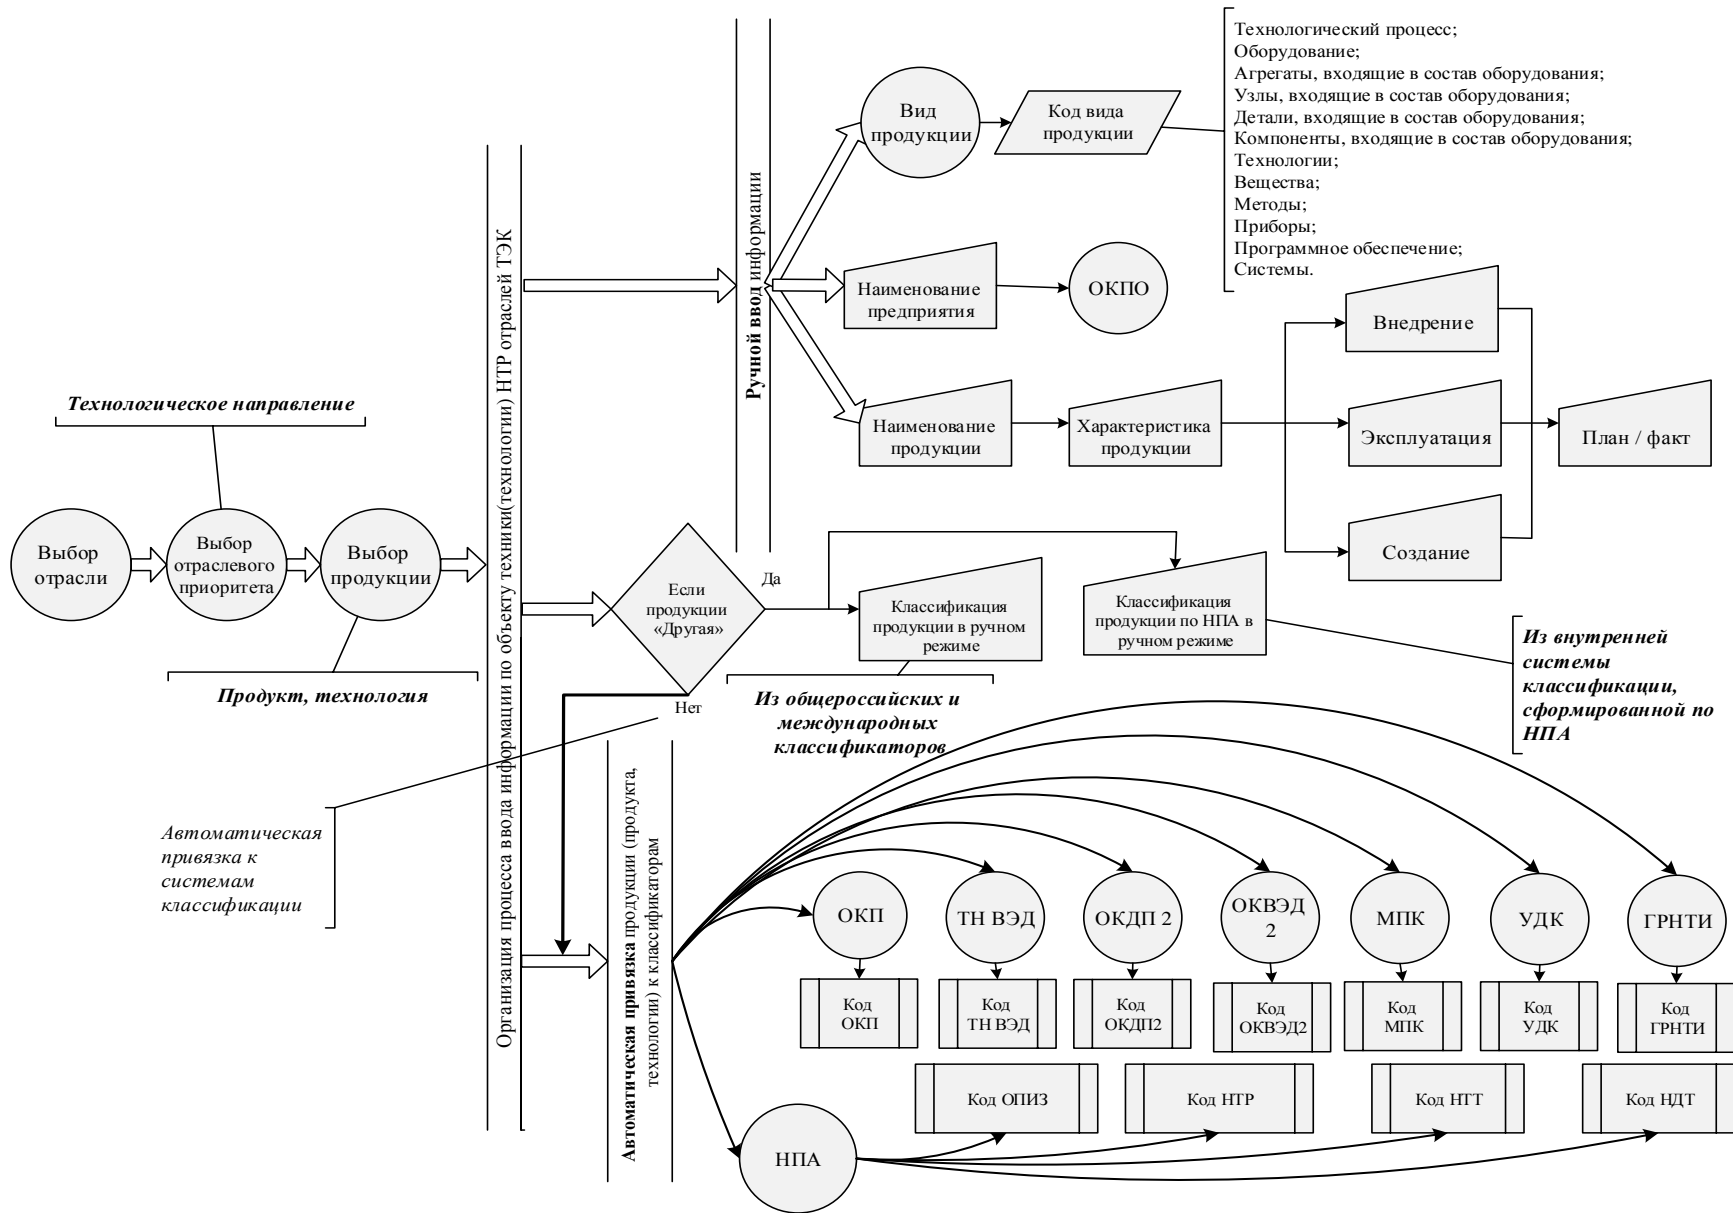 Технологический процесс;
Оборудование;
Агрегаты, входящие в состав оборудования;
Узлы, входящие в состав оборудования;
Детали, входящие в состав оборудования;
Компоненты, входящие в состав оборудования;
Технологии;
Вещества;
Методы;
Приборы;
Программное обеспечение;
Системы.
Вид
продукции
Код вида
продукции
Ручной ввод информации
Наименование
предприятия
ОКПО
Наименование
продукции
Характеристика
продукции
Внедрение
Эксплуатация
Создание
План / факт
Технологическое направление
Выбор
отрасли
Выбор
отраслевого
приоритета
Выбор
продукции
Продукт, технология
Организация процесса ввода информации по объекту техники(технологии) НТР отраслей ТЭК
Если
продукции
«Другая»
Да
Нет
Классификация
продукции в ручном
режиме
Классификация
продукции по НПА в
ручном режиме
Из общероссийских и
международных
классификаторов
Из внутренней
системы
классификации,
сформированной по
НПА
Автоматическая
привязка к
системам
классификации
Автоматическая привязка продукции (продукта,
технологии) к классификаторам
ОКП
ТН ВЭД
ОКДП 2
ОКВЭД
2
МПК
УДК
ГРНТИ
Код
ОКП
Код
ТН ВЭД
Код
ОКДП2
Код
ОКВЭД2
Код
МПК
Код
УДК
Код
ГРНТИ
Код ОПИЗ
Код НТР
Код НТТ
Код НДТ
НПА